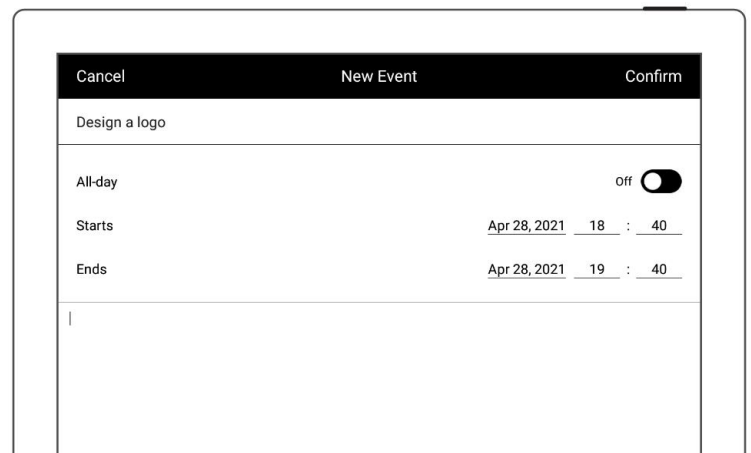 Cancel New Event Confirm
Design a logo
All-day Off
Starts Apr 28, 2021 18 : 40
Ends Apr 28, 2021 19 : 40